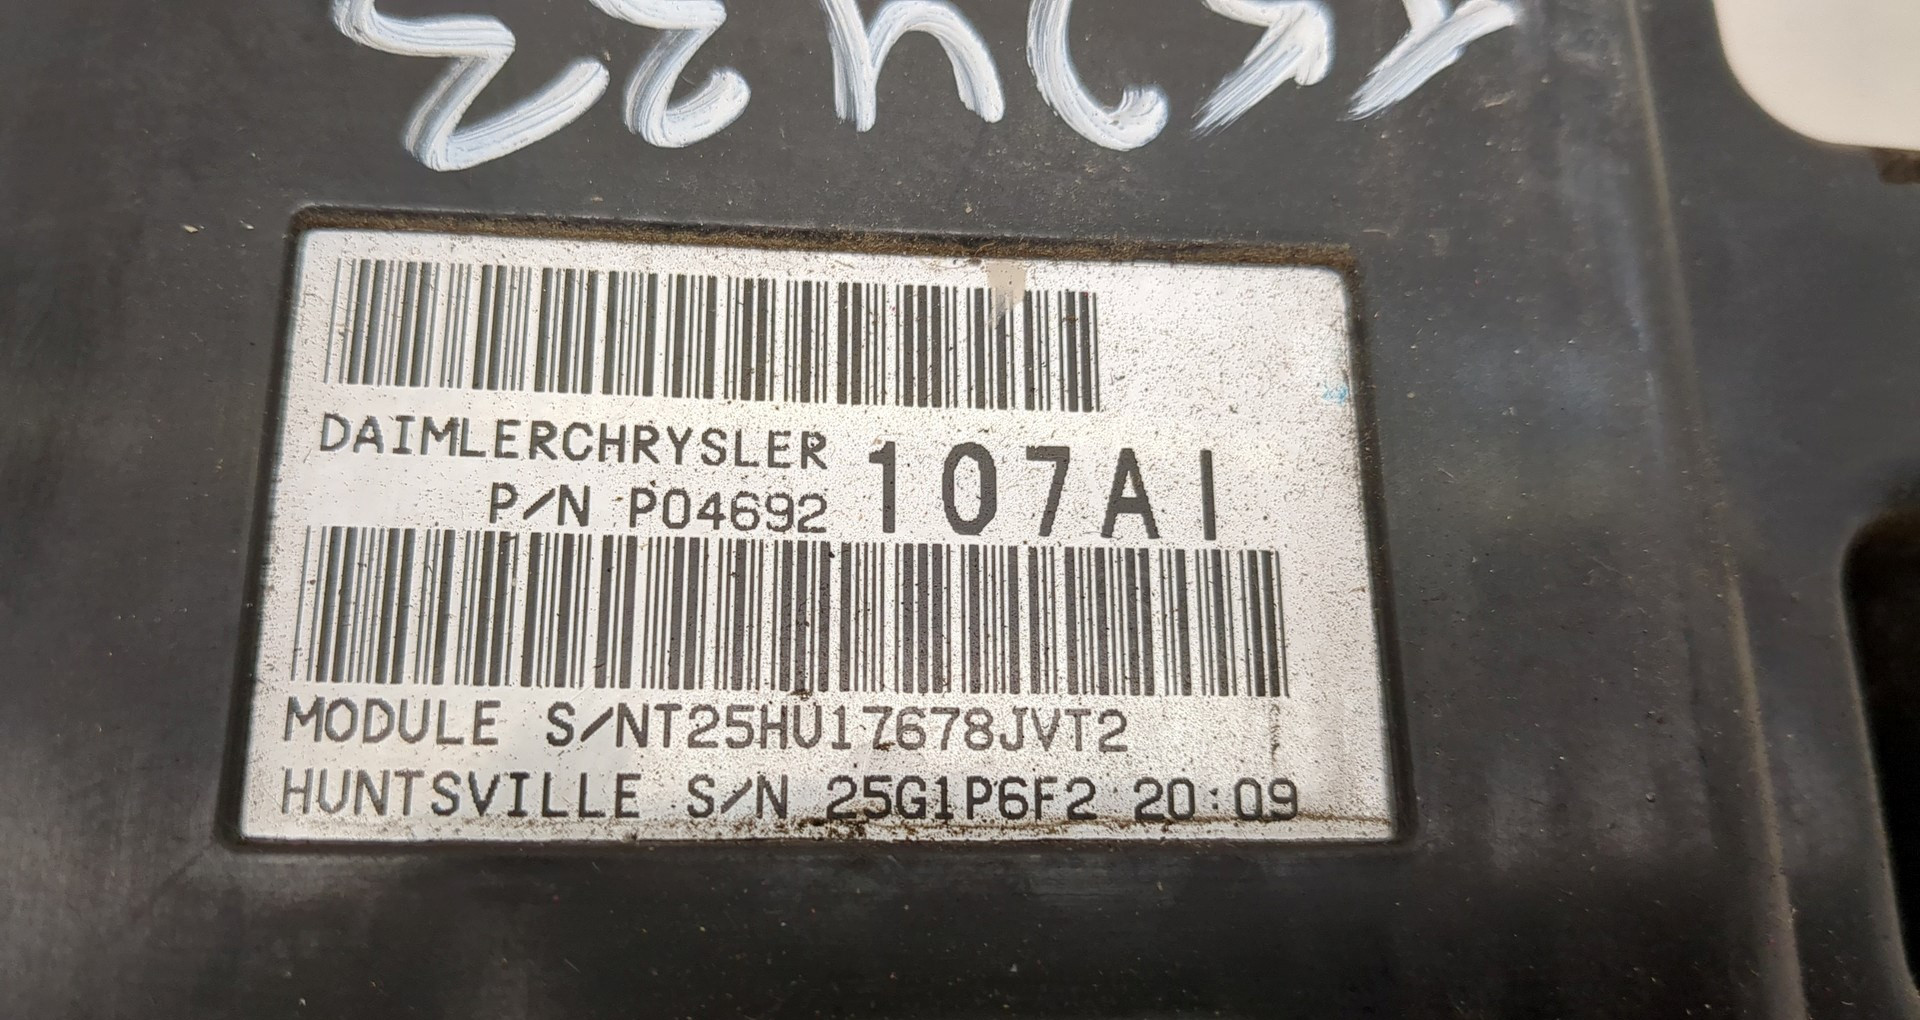 DAIMLERCHRYSLER
P/N P04692 107AI
MODULE S/NT25HU17678JVT2
HUNTSVILLE S/N 25G1P6F2 20:09